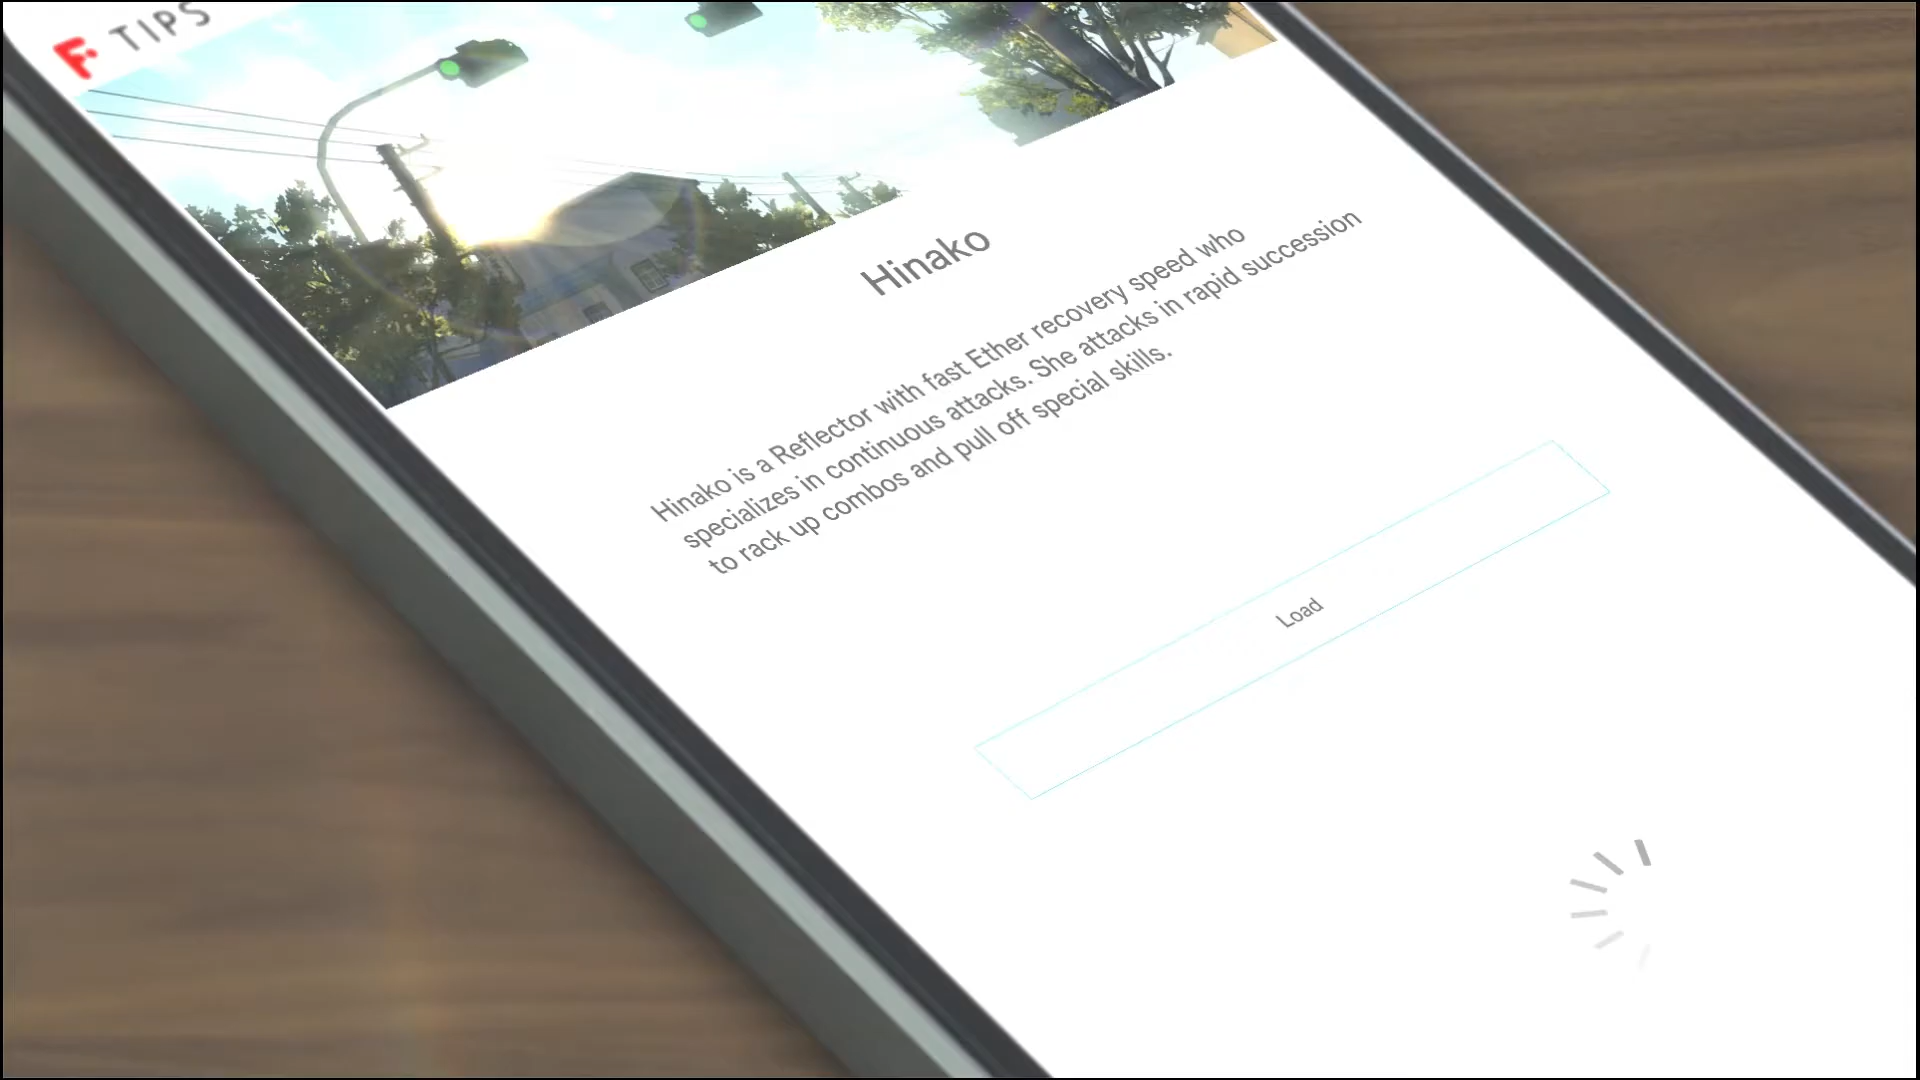 TIPS
Hinako
Hinako is a Reflector with fast Ether recovery speed who
specializes in continuous attacks. She attacks in rapid succession
to rack up combos and pull off special skills.
Load